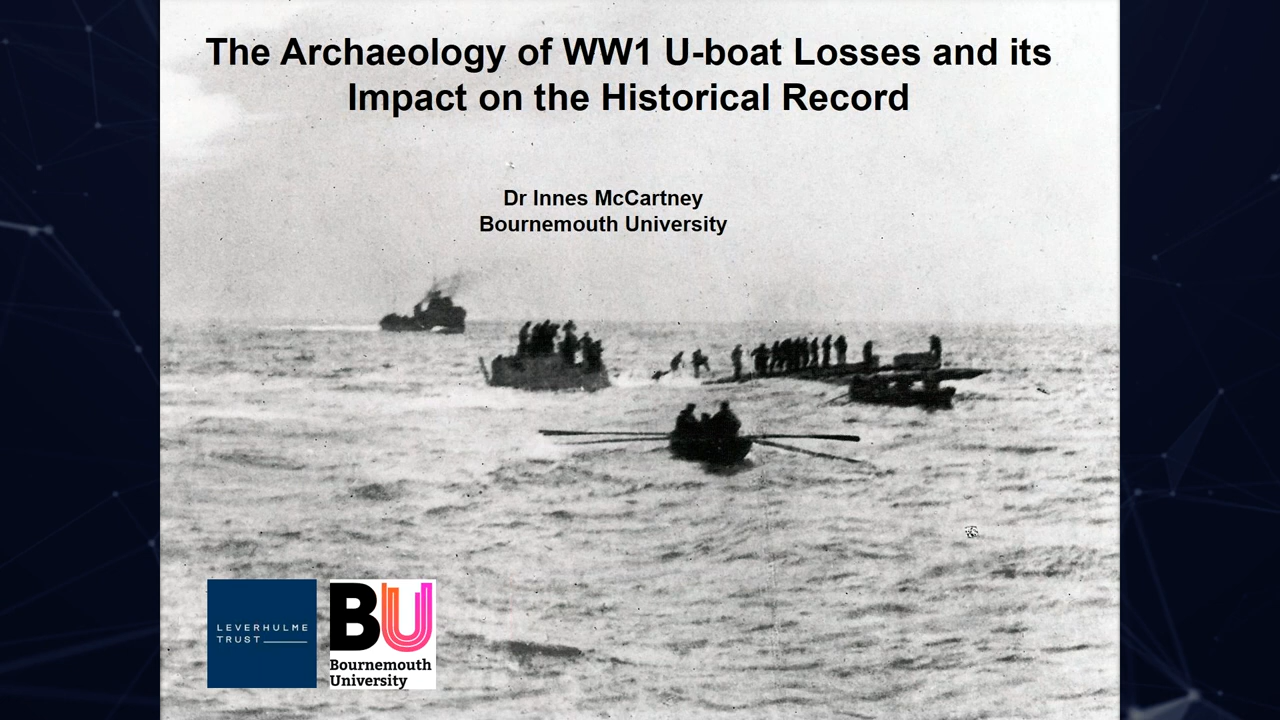 The Archaeology of WW1 U-boat Losses and its
Impact on the Historical Record
Dr Innes McCartney
Bournemouth University
LEVERHULME
TRUST
BU
Bournemouth
University